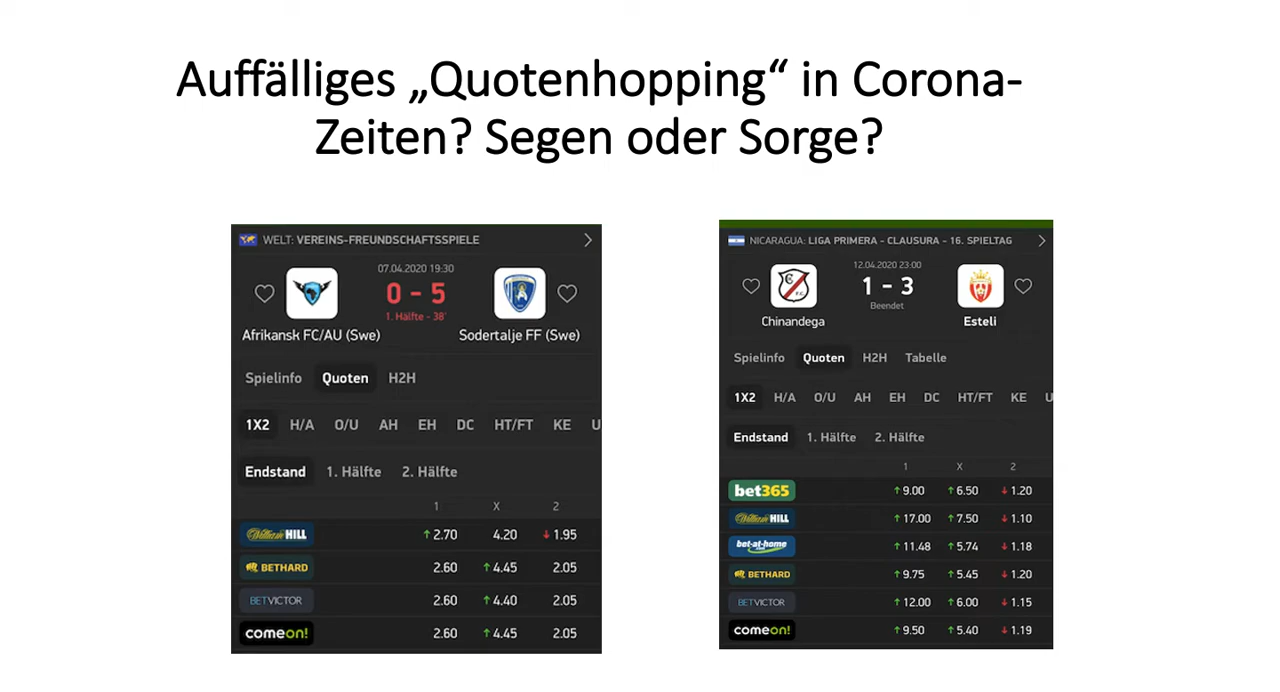 Auffälliges „Quotenhopping“ in Corona-
Zeiten? Segen oder Sorge?
WELT: VEREINS-FREUNDSCHAFTSSPIELE
07.04.2020 19:30
0 - 5
1. Hälfte - 38'
Afrikansk FC/AU (Swe) Sodertalje FF (Swe)
Spielinfo Quoten H2H
1X2 H/A O/U AH EH DC HT/FT KE U
Endstand 1. Hälfte 2. Hälfte
1 X 2
William HILL 2.70 4.20 1.95
BETHARD 2.60 4.45 2.05
BETVICTOR 2.60 4.40 2.05
comeon! 2.60 4.45 2.05
NICARAGUA: LIGA PRIMERA - CLAUSURA - 16. SPIELTAG
12.04.2020 23:00
1 - 3
Beendet
Chinandega Esteli
Spielinfo Quoten H2H Tabelle
1X2 H/A O/U AH EH DC HT/FT KE U
Endstand 1. Hälfte 2. Hälfte
1 X 2
bet365 9.00 6.50 1.20
William HILL 17.00 7.50 1.10
bet-at-home.com 11.48 5.74 1.18
BETHARD 9.75 5.45 1.20
BETVICTOR 12.00 6.00 1.15
comeon! 9.50 5.40 1.19